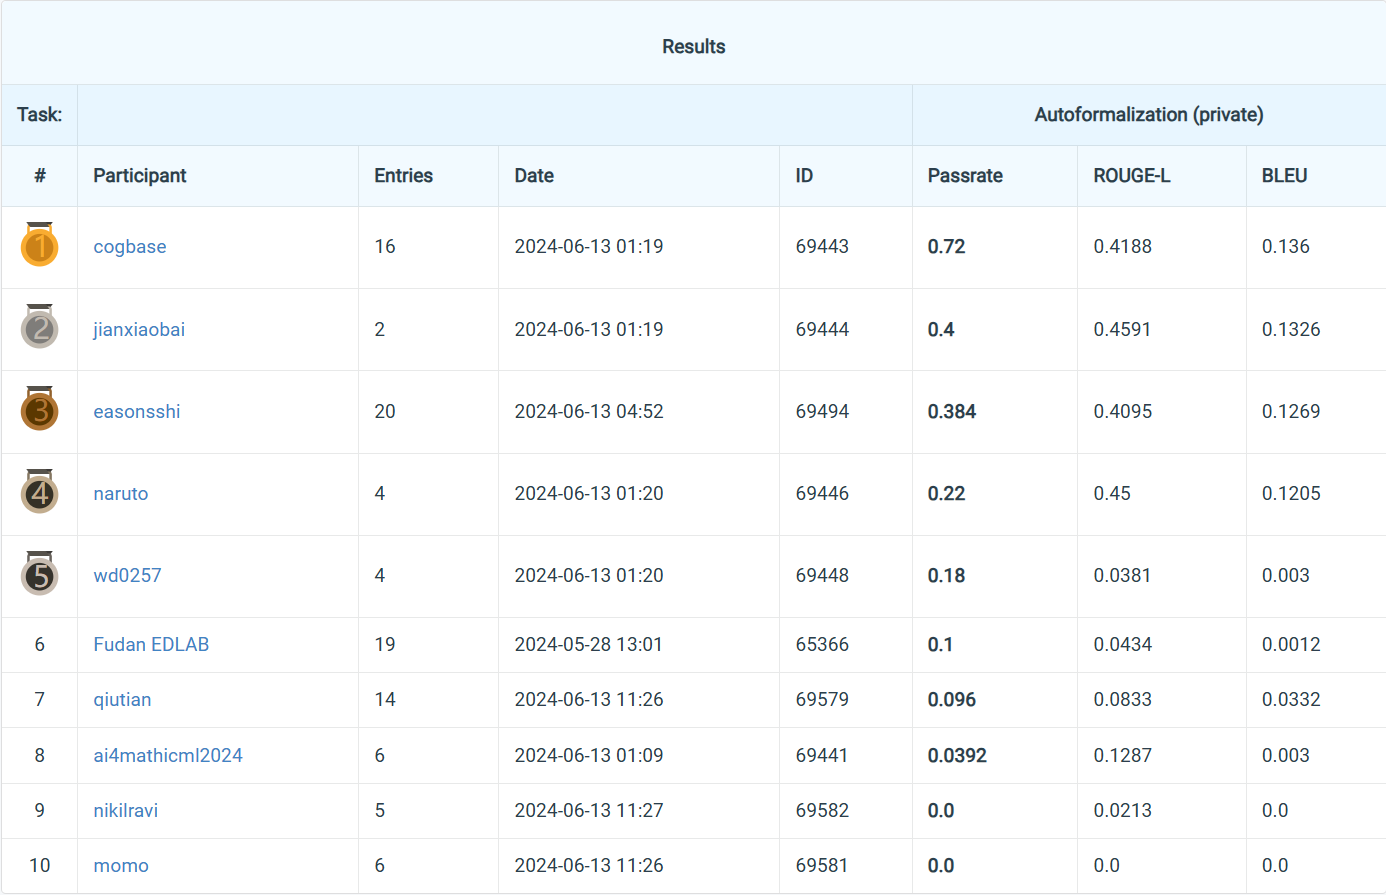 Results
Task: Autoformalization (private)
# Participant Entries Date ID Passrate ROUGE-L BLEU
1 cogbase 16 2024-06-13 01:19 69443 0.72 0.4188 0.136
2 jianxiaobai 2 2024-06-13 01:19 69444 0.4 0.4591 0.1326
3 easonsshi 20 2024-06-13 04:52 69494 0.384 0.4095 0.1269
4 naruto 4 2024-06-13 01:20 69446 0.22 0.45 0.1205
5 wd0257 4 2024-06-13 01:20 69448 0.18 0.0381 0.003
6 Fudan EDLAB 19 2024-05-28 13:01 65366 0.1 0.0434 0.0012
7 qiutian 14 2024-06-13 11:26 69579 0.096 0.0833 0.0332
8 ai4mathicml2024 6 2024-06-13 01:09 69441 0.0392 0.1287 0.003
9 nikilravi 5 2024-06-13 11:27 69582 0.0 0.0213 0.0
10 momo 6 2024-06-13 11:26 69581 0.0 0.0 0.0